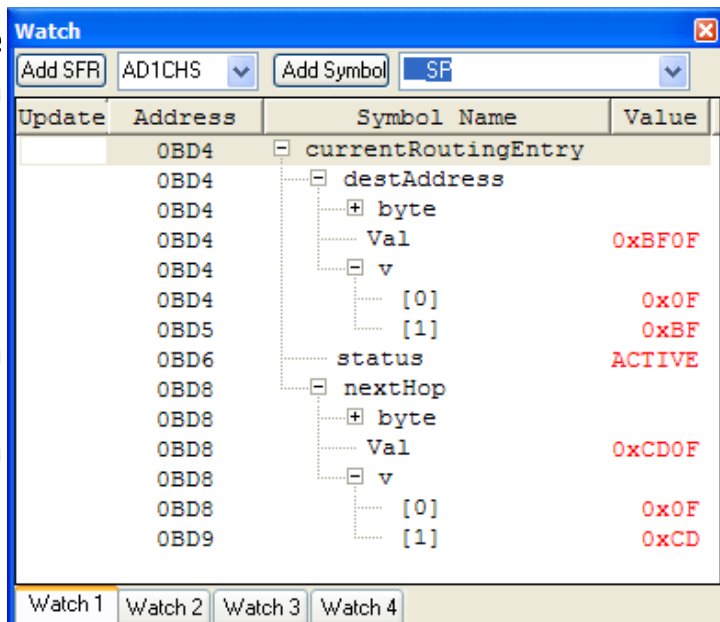 Watch
Add SFR AD1CHS Add Symbol __SP
Update Address Symbol Name Value
0BD4 currentRoutingEntry
0BD4 destAddress
0BD4 byte
0BD4 Val 0xBF0F
0BD4 v
0BD4 [0] 0x0F
0BD5 [1] 0xBF
0BD6 status ACTIVE
0BD8 nextHop
0BD8 byte
0BD8 Val 0xCD0F
0BD8 v
0BD8 [0] 0x0F
0BD9 [1] 0xCD
Watch 1 Watch 2 Watch 3 Watch 4